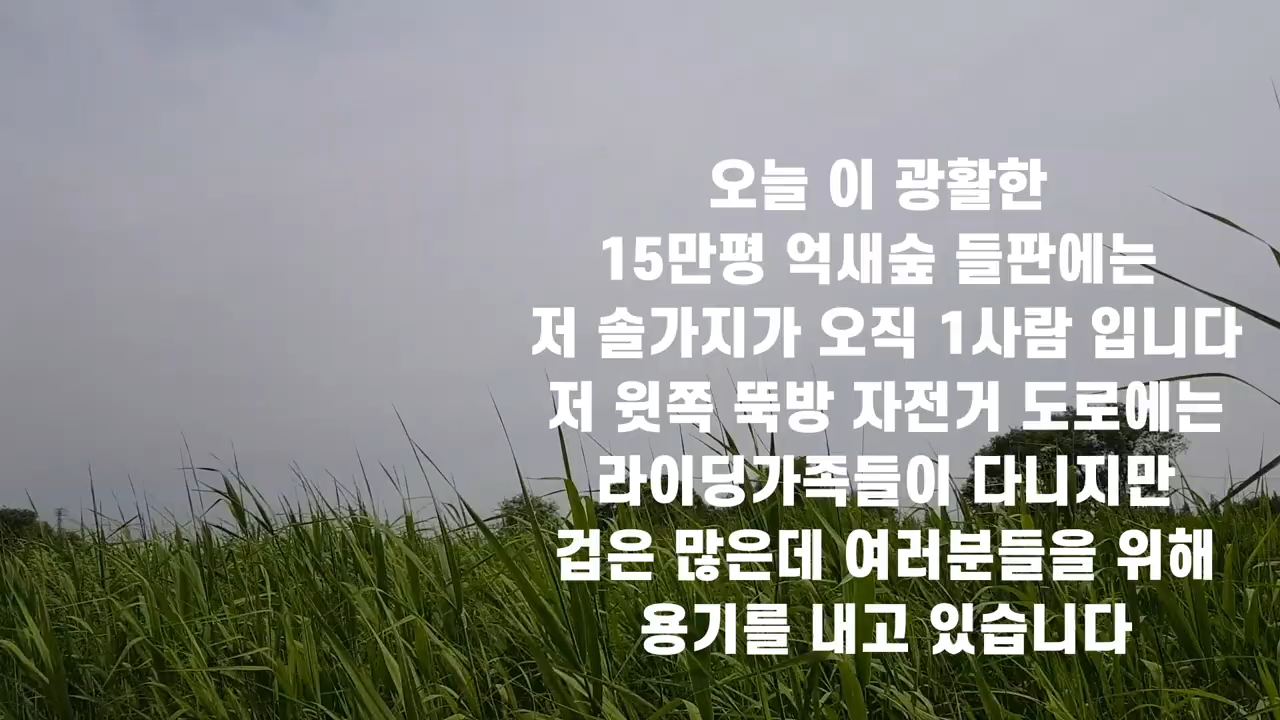 오늘 이 광활한
15만평 억새숲 들판에는
저 솔가지가 오직 1사람 입니다
저 윗쪽 뚝방 자전거 도로에는
라이딩가족들이 다니지만
겁은 많은데 여러분들을 위해
용기를 내고 있습니다